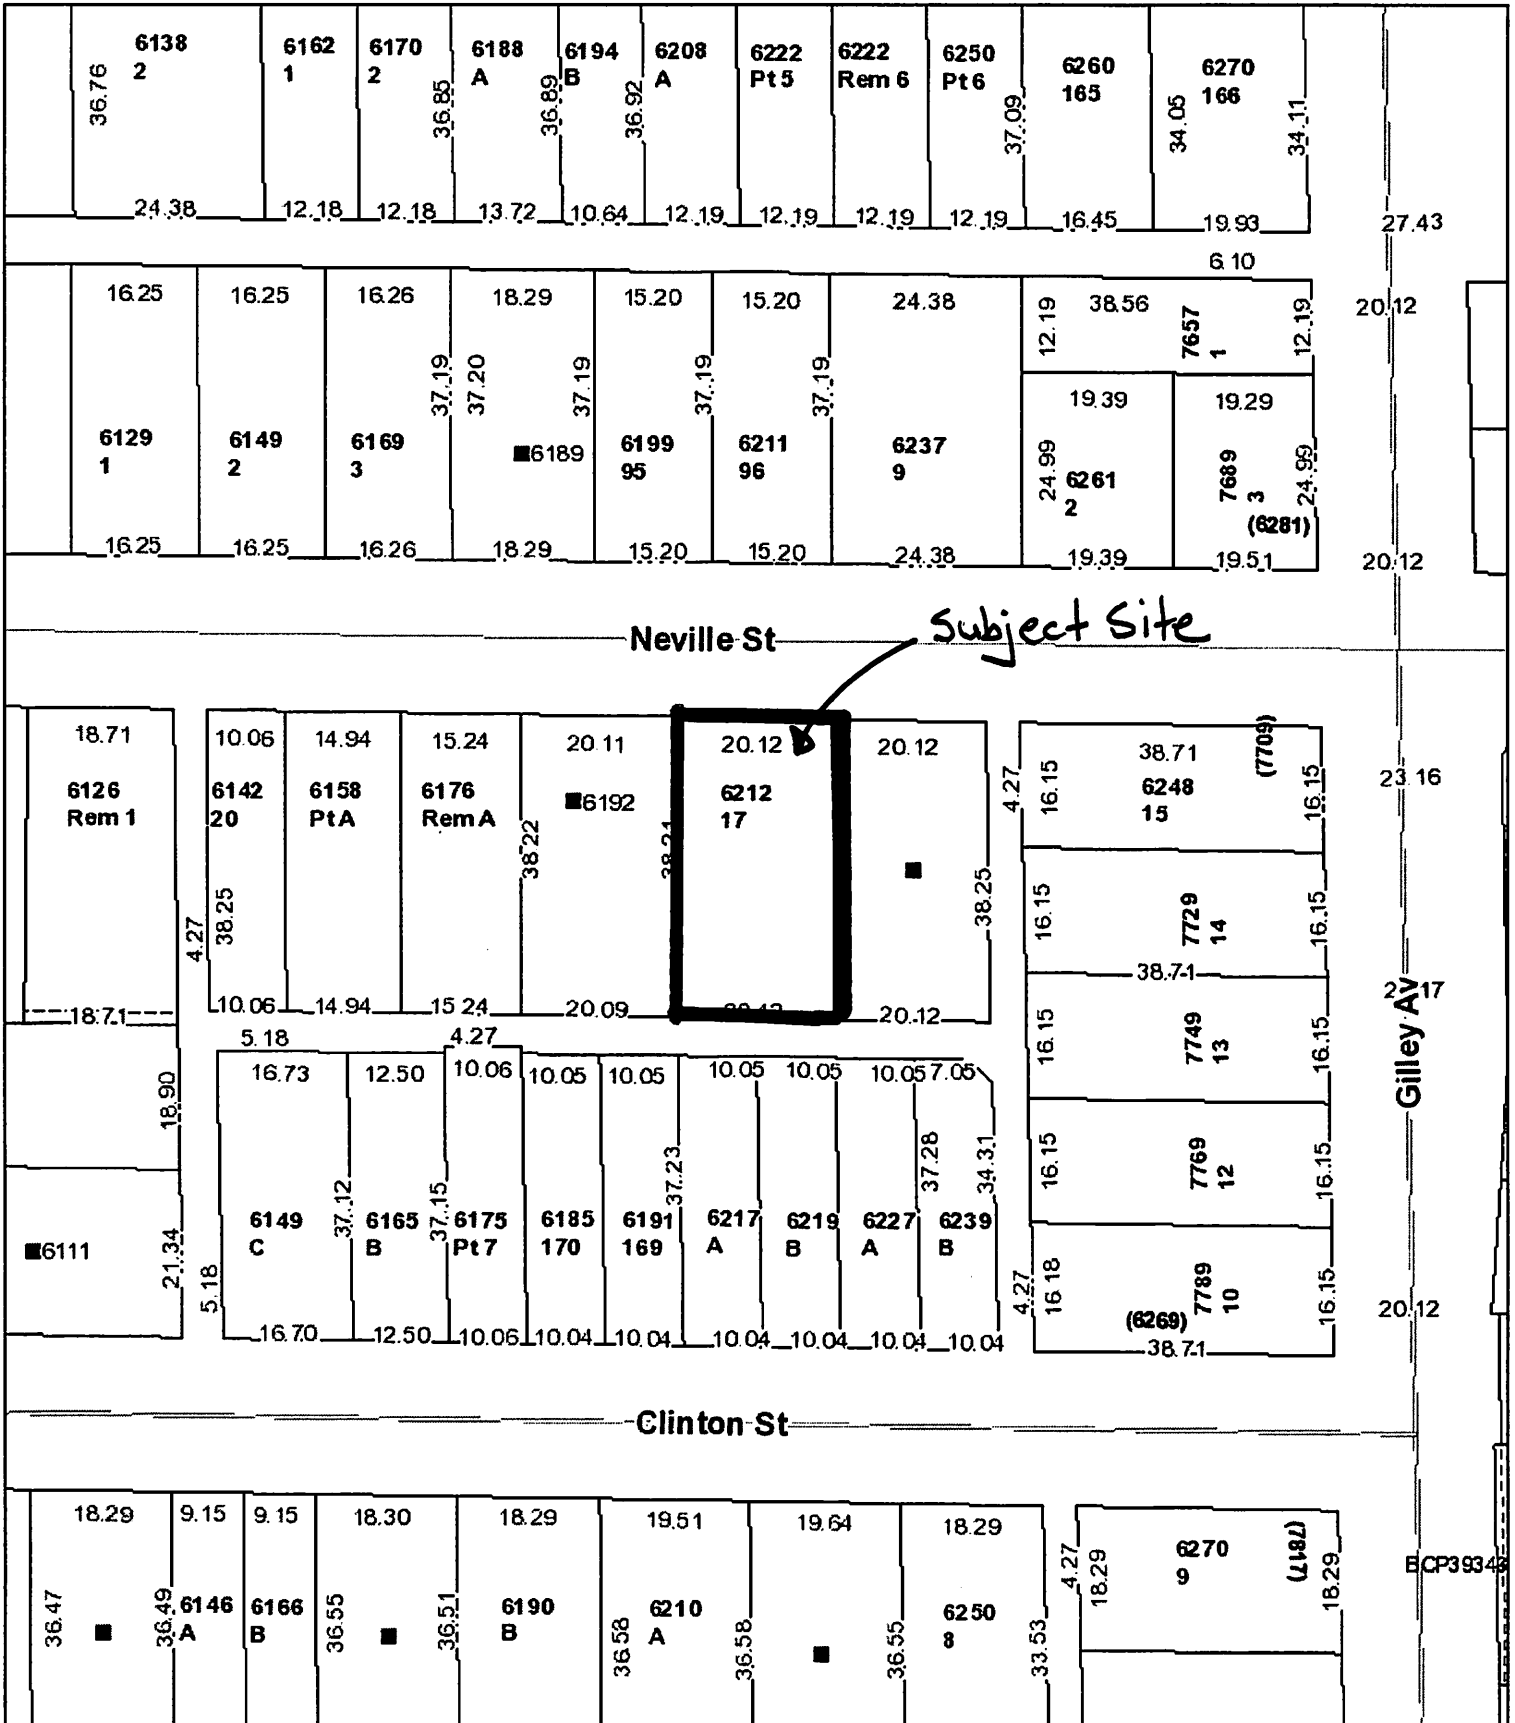 6138 6162 6170 6188 6194 6208 6222 6222 6250 6260 6270
2 1 2 A B A Pt 5 Rem 6 Pt 6 165 166
36.76 36.85 36.89 36.92 37.09 34.05 34.11
24.38 12.18 12.18 13.72 10.64 12.19 12.19 12.19 12.19 16.45 19.93 27.43
6.10
16.25 16.25 16.26 18.29 15.20 15.20 24.38 12.19 38.56 7657 1 12.19 20.12
37.19 37.20 37.19 37.19 37.19
19.39 19.29
6129 6149 6169 6189 6199 6211 6237 24.99 6261 7689 24.99
1 2 3 95 96 9 2 3
(6281)
16.25 16.25 16.26 18.29 15.20 15.20 24.38 19.39 19.51 20.12
Subject Site
Neville St
18.71 10.06 14.94 15.24 20.11 20.12 20.12 38.71 (7709)
6126 6142 6158 6176 6192 6212 4.27 16.15 6248 16.15 23.16
Rem 1 20 Pt A Rem A 17 15
38.22 38.21
4.27 38.25 38.25 16.15 7729 14 16.15
38.71
18.71 10.06 14.94 15.24 20.09 20.12
5.18 4.27 16.15 7749 13 16.15
Gilley Av
16.73 12.50 10.06 10.05 10.05 10.05 10.05 10.05 7.05
18.90 37.12 37.15 37.23 37.28 34.31 16.15 7769 12 16.15
6149 6165 6175 6185 6191 6217 6219 6227 6239
C B Pt 7 170 169 A B A B
6111 21.34 5.18 4.27 16.18 7789 10 16.15 20.12
(6269)
16.70 12.50 10.06 10.04 10.04 10.04 10.04 10.04 10.04 38.71
Clinton St
18.29 9.15 9.15 18.30 18.29 19.51 19.64 18.29 6270 (7817)
9
4.27 18.29 18.29 BCP39343
36.47 36.49 6146 6166 36.55 36.51 6190 36.58 6210 36.58 36.55 6250 33.53
A B B A 8